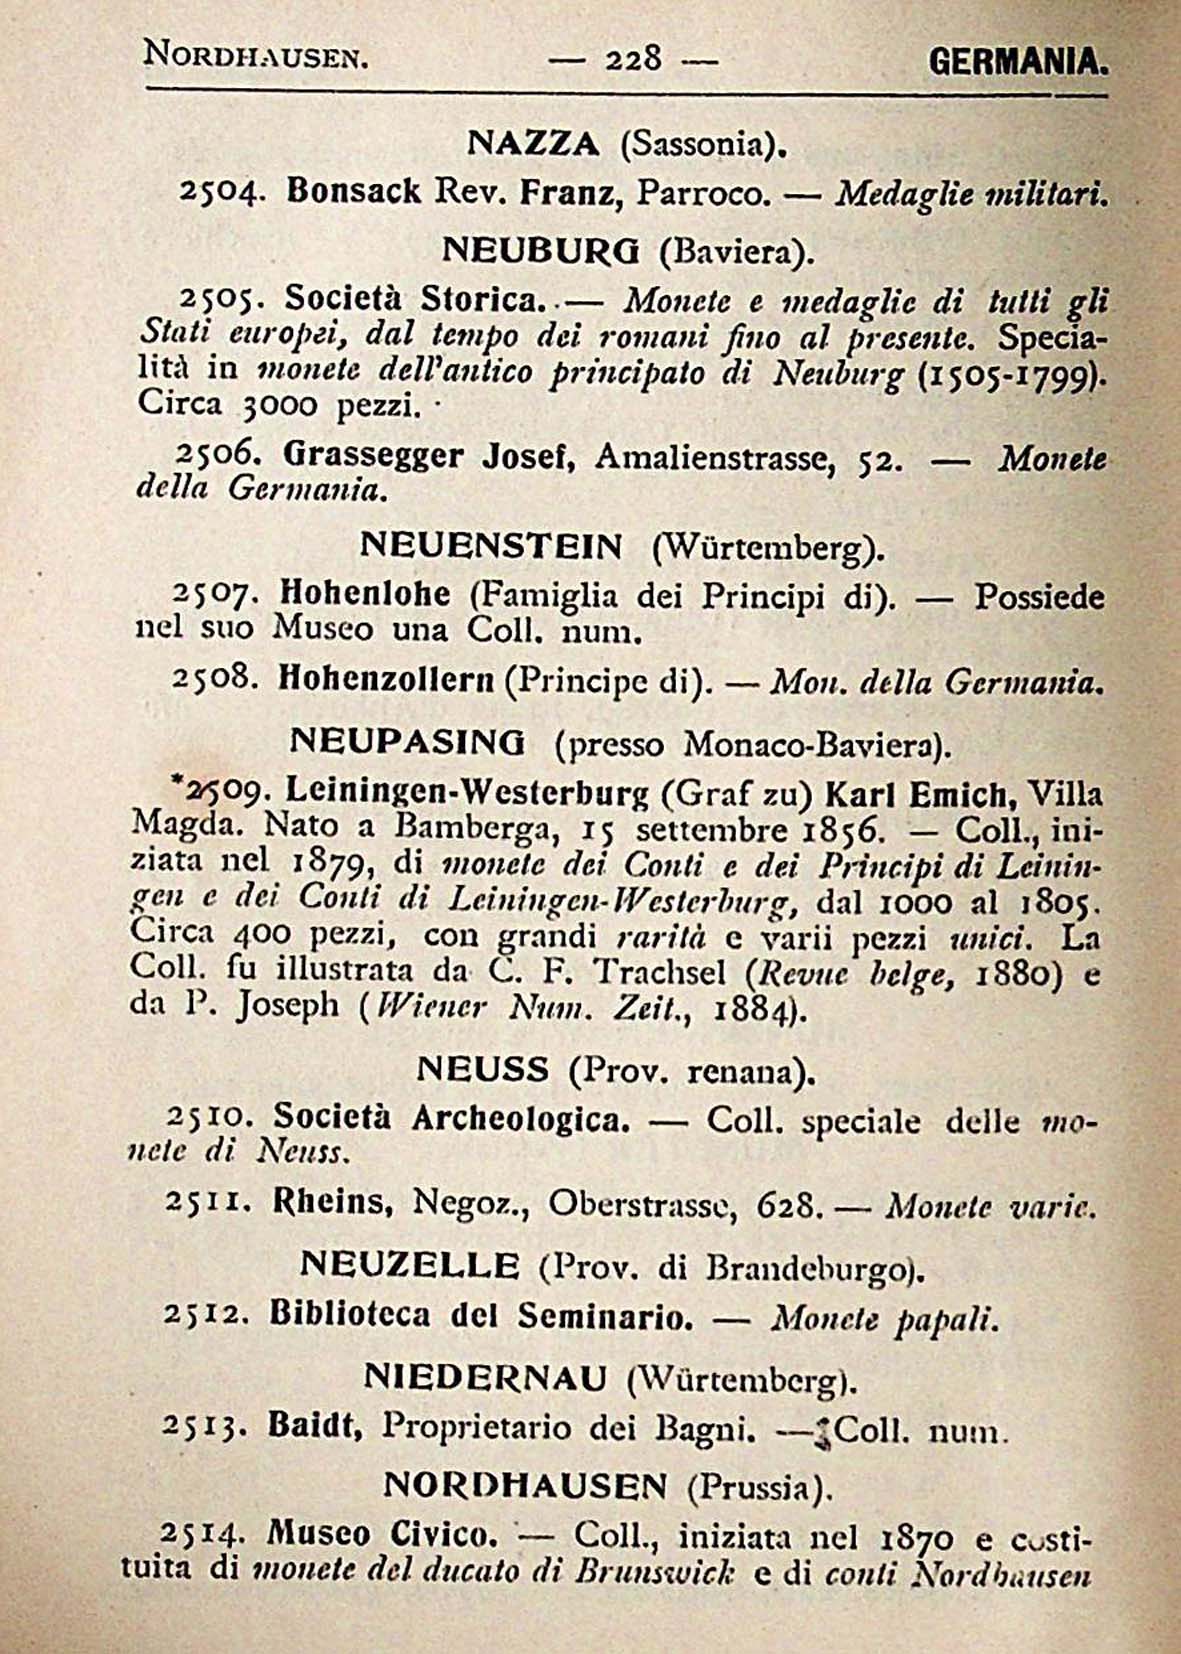 NORDHAUSEN. — 228 — GERMANIA.
NAZZA (Sassonia).
2504. Bonsack Rev. Franz, Parroco. — Medaglie militari.
NEUBURG (Baviera).
2505. Società Storica. — Monete e medaglie di tutti gli
Stati europei, dal tempo dei romani fino al presente. Specia-
lità in monete dell'antico principato di Neuburg (1505-1799).
Circa 3000 pezzi.
2506. Grassegger Josef, Amalienstrasse, 52. — Monete
della Germania.
NEUENSTEIN (Würtemberg).
2507. Hohenlohe (Famiglia dei Principi di). — Possiede
nel suo Museo una Coll. num.
2508. Hohenzollern (Principe di). — Mon. della Germania.
NEUPASING (presso Monaco-Baviera).
*2509. Leiningen-Westerburg (Graf zu) Karl Emich, Villa
Magda. Nato a Bamberga, 15 settembre 1856. — Coll., ini-
ziata nel 1879, di monete dei Conti e dei Principi di Leinin-
gen e dei Conti di Leiningen-Westerburg, dal 1000 al 1805.
Circa 400 pezzi, con grandi rarità e varii pezzi unici. La
Coll. fu illustrata da C. F. Trachsel (Revue belge, 1880) e
da P. Joseph (Wiener Num. Zeit., 1884).
NEUSS (Prov. renana).
2510. Società Archeologica. — Coll. speciale delle mo-
nete di Neuss.
2511. Rheins, Negoz., Oberstrasse, 628. — Monete varie.
NEUZELLE (Prov. di Brandeburgo).
2512. Biblioteca del Seminario. — Monete papali.
NIEDERNAU (Würtemberg).
2513. Baidt, Proprietario dei Bagni. — Coll. num.
NORDHAUSEN (Prussia).
2514. Museo Civico. — Coll., iniziata nel 1870 e costi-
tuita di monete del ducato di Brunswick e di conti Nordhausen